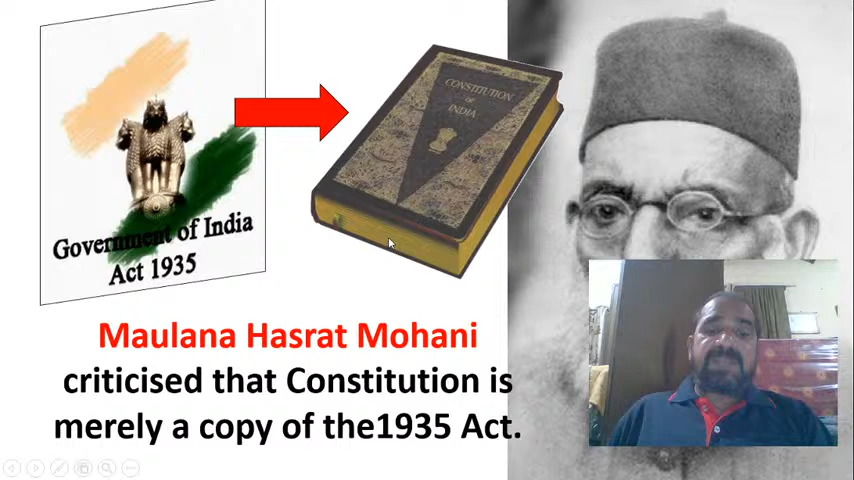 Government of India
Act 1935
CONSTITUTION
OF
INDIA
Maulana Hasrat Mohani
criticised that Constitution is
merely a copy of the1935 Act.